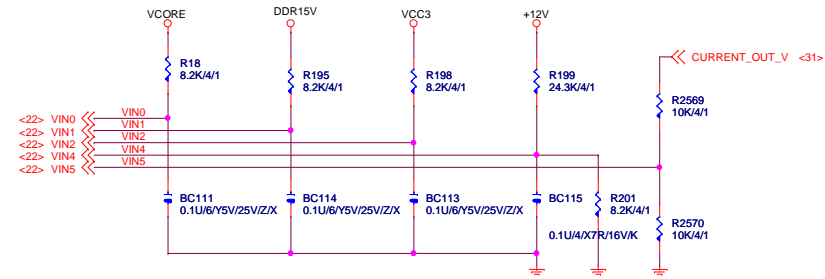 VCORE
DDR15V
VCC3
+12V
R18
8.2K/4/1
R195
8.2K/4/1
R198
8.2K/4/1
R199
24.3K/4/1
CURRENT_OUT_V <31>
R2569
10K/4/1
<22> VIN0 VIN0
<22> VIN1 VIN1
<22> VIN2 VIN2
<22> VIN4 VIN4
<22> VIN5 VIN5
BC111
0.1U/6/Y5V/25V/Z/X
BC114
0.1U/6/Y5V/25V/Z/X
BC113
0.1U/6/Y5V/25V/Z/X
BC115
0.1U/4/X7R/16V/K
R201
8.2K/4/1
R2570
10K/4/1